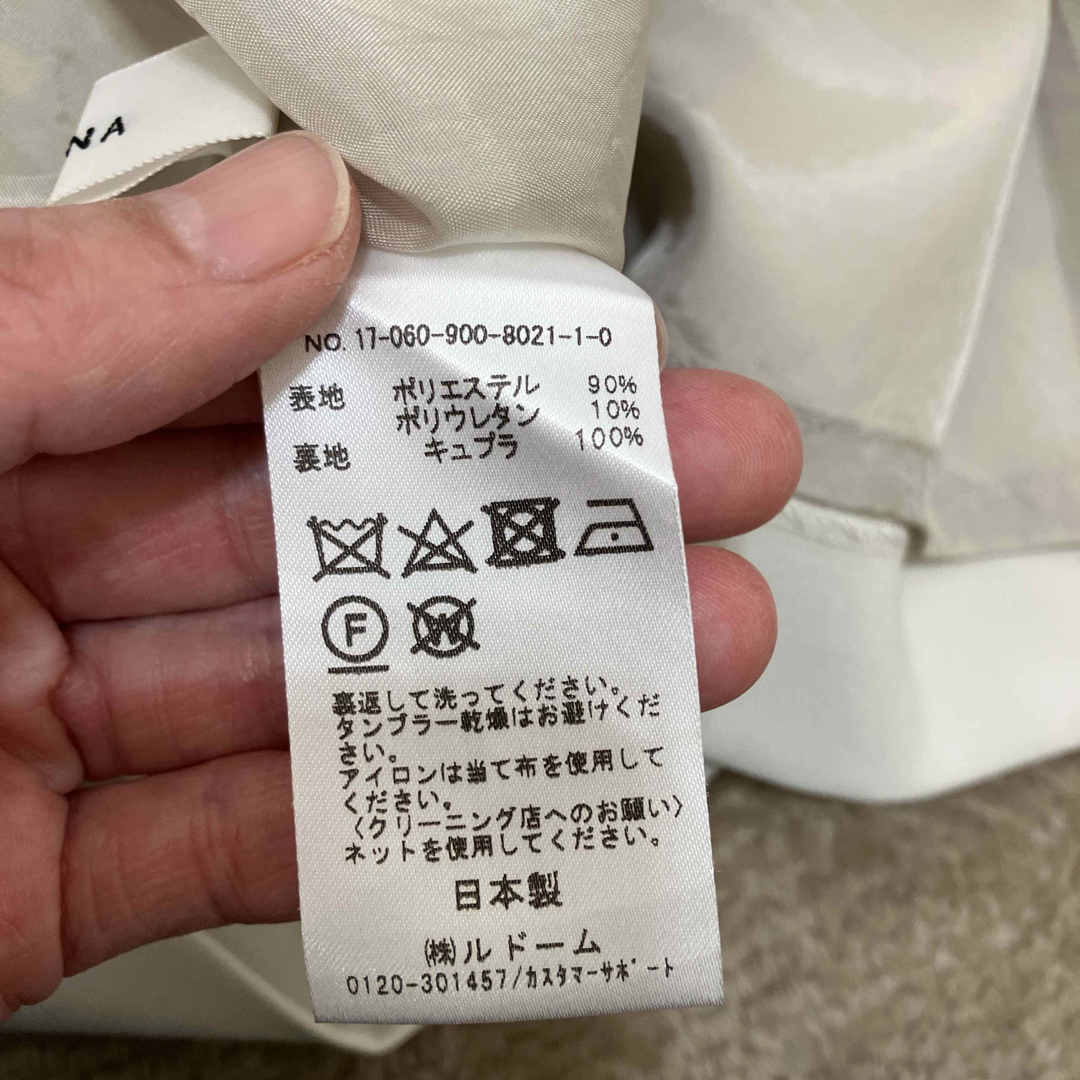 NA
NO. 17-060-900-8021-1-0
表地 ポリエステル 90%
ポリウレタン 10%
裏地 キュプラ 100%
F W
裏返して洗ってください。
タンブラー乾燥はお避けくだ
さい。
アイロンは当て布を使用して
ください。
〈クリーニング店へのお願い〉
ネットを使用してください。
日本製
㈱ルドーム
0120-301457/カスタマーサポート